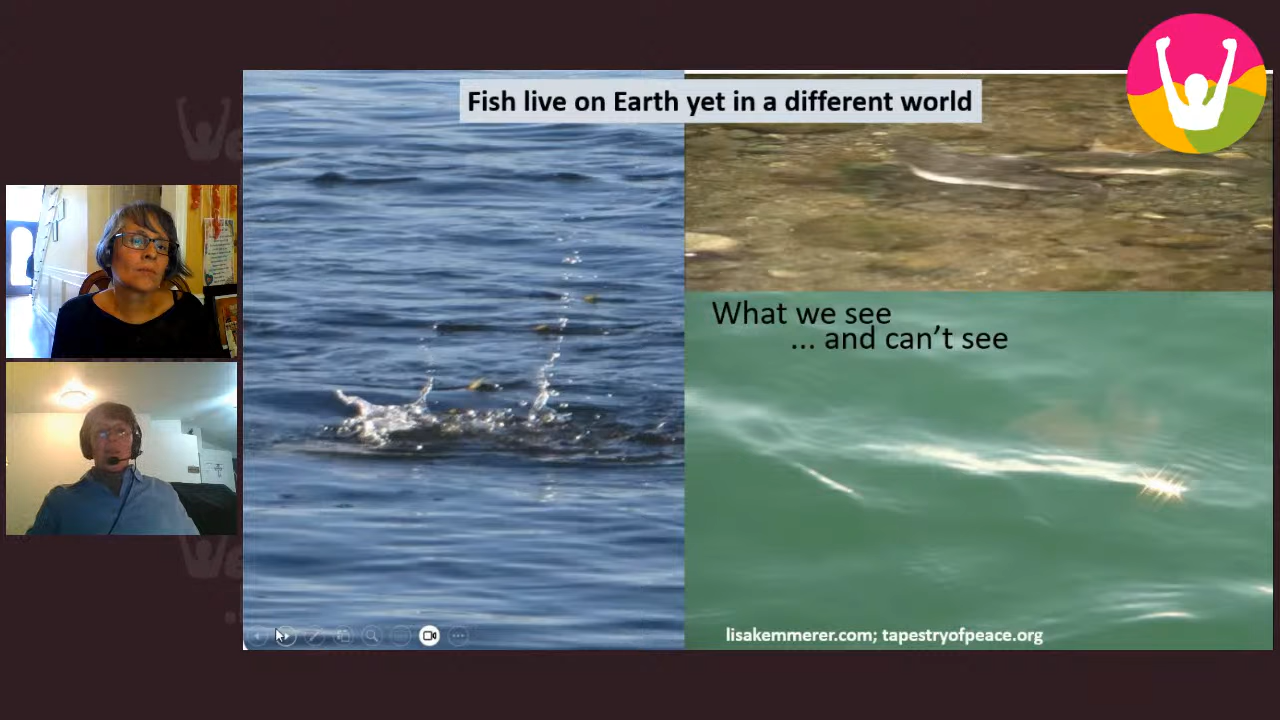 Fish live on Earth yet in a different world
What we see
... and can't see
lisakemmerer.com; tapestryofpeace.org